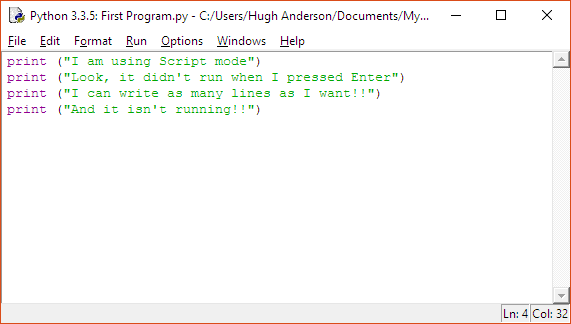 Python 3.3.5: First Program.py - C:/Users/Hugh Anderson/Documents/My...
File Edit Format Run Options Windows Help
print ("I am using Script mode")
print ("Look, it didn't run when I pressed Enter")
print ("I can write as many lines as I want!!")
print ("And it isn't running!!")
Ln: 4 Col: 32